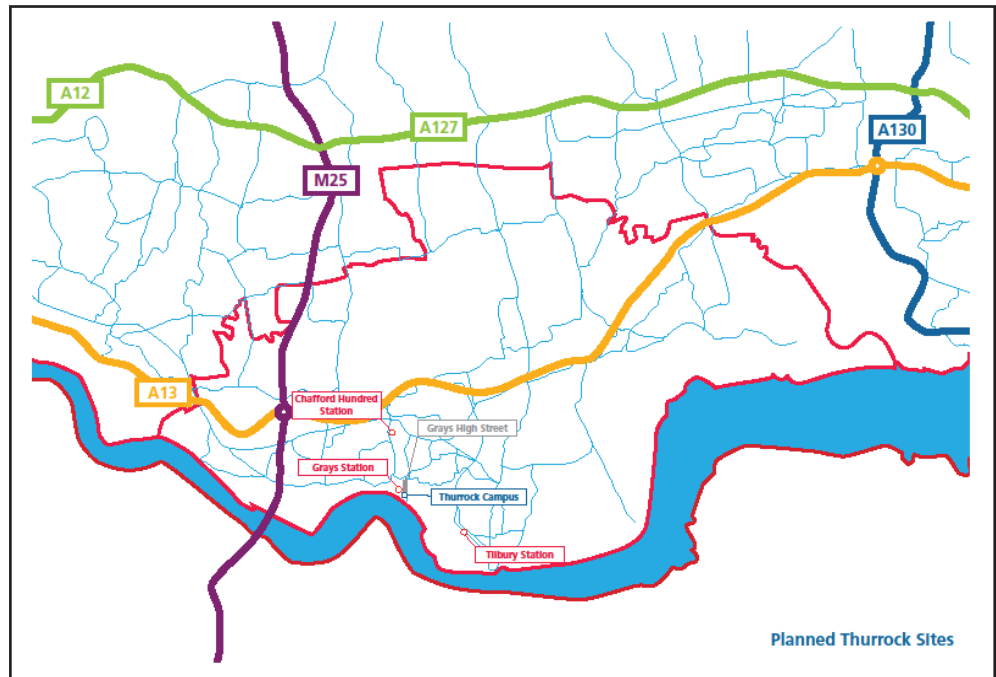 A12
A127
A130
M25
A13
Chafford Hundred
Station
Grays High Street
Grays Station
Thurrock Campus
Tilbury Station
Planned Thurrock Sites